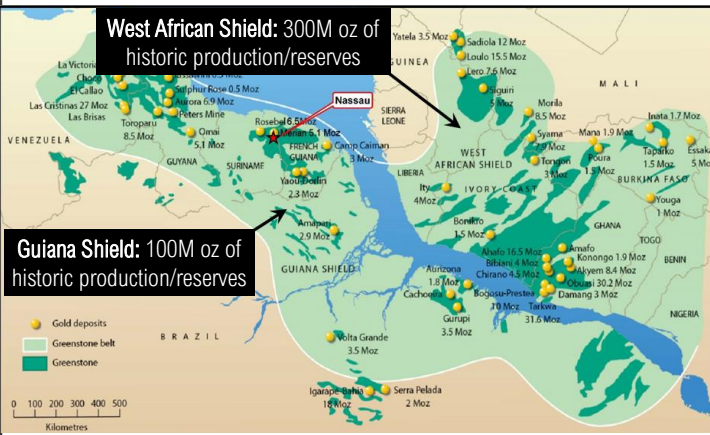 West African Shield: 300M oz of
historic production/reserves
Yatela 3.5 Moz
Sadiola 12 Moz
Loulo 15.5 Moz
Lero 7.6 Moz
GUINEA
Siguiri
5 Moz
MALI
SIERRA
LEONE
Morila
8.5 Moz
Syama
7.9 Moz
Tongon
3 Moz
Mana 1.9 Moz
Poura
1.5 Moz
Inata 1.7 Moz
Taparko
1.5 Moz
Essaka
5 Mo
BURKINA FASO
Youga
1 Moz
WEST
AFRICAN SHIELD
LIBERIA
Ity
4Moz
IVORY COAST
Bonikro
1.5 Moz
GHANA
TOGO
BENIN
NIGERIA
Ahafo 16.5 Moz
Amafo
Bibiani 4 Moz
Konongo 1.9 Moz
Chirano 4.5 Moz
Akyem 8.4 Moz
Obuasi 30.2 Moz
Damang 3 Moz
Bogosu-Prestea
10 Moz
Tarkwa
31.6 Moz
La Victoria
Choco
El Callao
Sulphur Rose 0.5 Moz
Aurora 6.9 Moz
Las Cristinas 27 Moz
Las Brisas
Peters Mine
Toroparu
8.5 Moz
Omai
5.1 Moz
VENEZUELA
GUYANA
SURINAME
Nassau
Rosebel 16.5Moz
Merian 5.1 Moz
FRENCH
GUIANA
Camp Caiman
3 Moz
Yaou-Dodin
2.3 Moz
Guiana Shield: 100M oz of
historic production/reserves
Amapari
2.9 Moz
GUIANA SHIELD
Aurizona
1.8 Moz
Cachoeira
Gurupi
3.5 Moz
BRAZIL
Volta Grande
3.5 Moz
Igarape-Bahia
18 Moz
Serra Pelada
2 Moz
Gold deposits
Greenstone belt
Greenstone
0 100 200 300 400 500
Kilometres